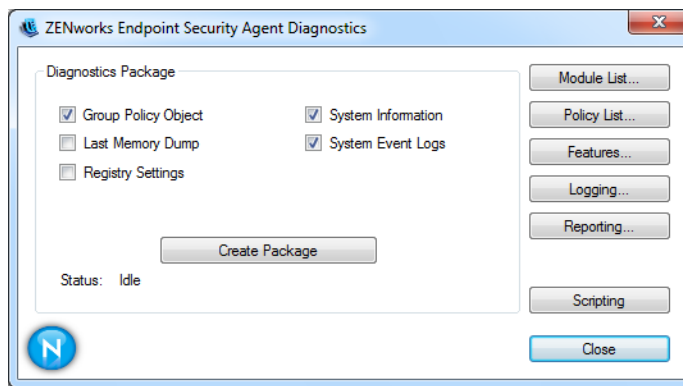 ZENworks Endpoint Security Agent Diagnostics
Diagnostics Package
Group Policy Object
System Information
Last Memory Dump
System Event Logs
Registry Settings
Create Package
Status: Idle
Module List...
Policy List...
Features...
Logging...
Reporting...
Scripting
N
Close